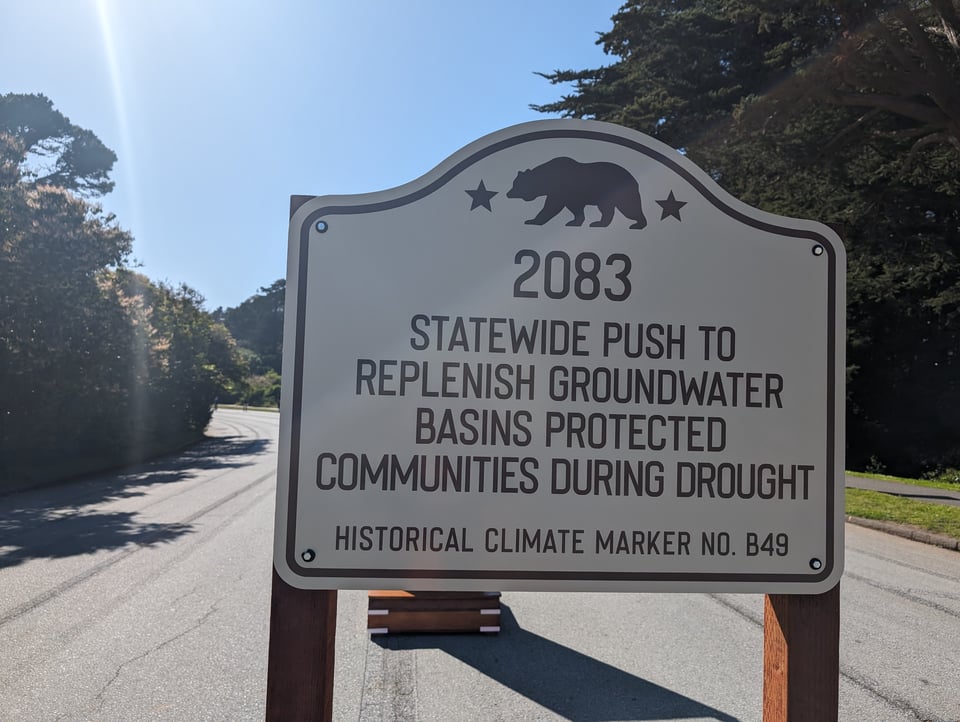 2083
STATEWIDE PUSH TO
REPLENISH GROUNDWATER
BASINS PROTECTED
COMMUNITIES DURING DROUGHT
HISTORICAL CLIMATE MARKER NO. B49